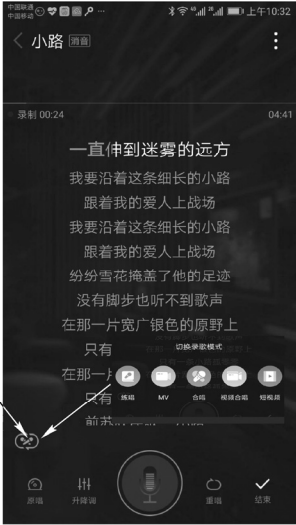 中国联通
中国移动
上午10:32
小路 消音
录制 00:24
04:41
一直伸到迷雾的远方
我要沿着这条细长的小路
跟着我的爱人上战场
我要沿着这条细长的小路
跟着我的爱人上战场
纷纷雪花掩盖了他的足迹
没有脚步也听不到歌声
在那一片宽广银色的原野上
只有
切换录歌模式
在那一片
练唱 MV 合唱 视频合唱 短视频
只有
原唱 升降调 重唱 结束